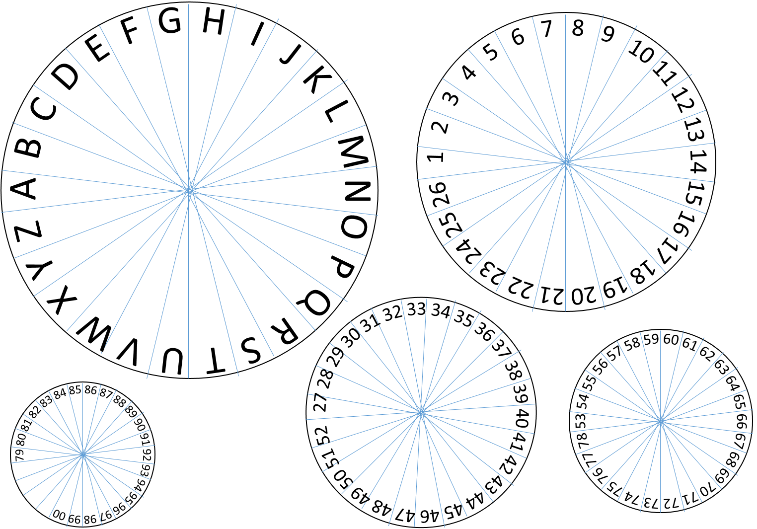 A B C D E F G H I J K L M N O P Q R S T U V W X Y Z
1 2 3 4 5 6 7 8 9 10 11 12 13 14 15 16 17 18 19 20 21 22 23 24 25 26
27 28 29 30 31 32 33 34 35 36 37 38 39 40 41 42 43 44 45 46 47 48 49 50 51 52
53 54 55 56 57 58 59 60 61 62 63 64 65 66 67 68 69 70 71 72 73 74 75 76 77 78
79 80 81 82 83 84 85 86 87 88 89 90 91 92 93 94 95 96 97 98 99 00